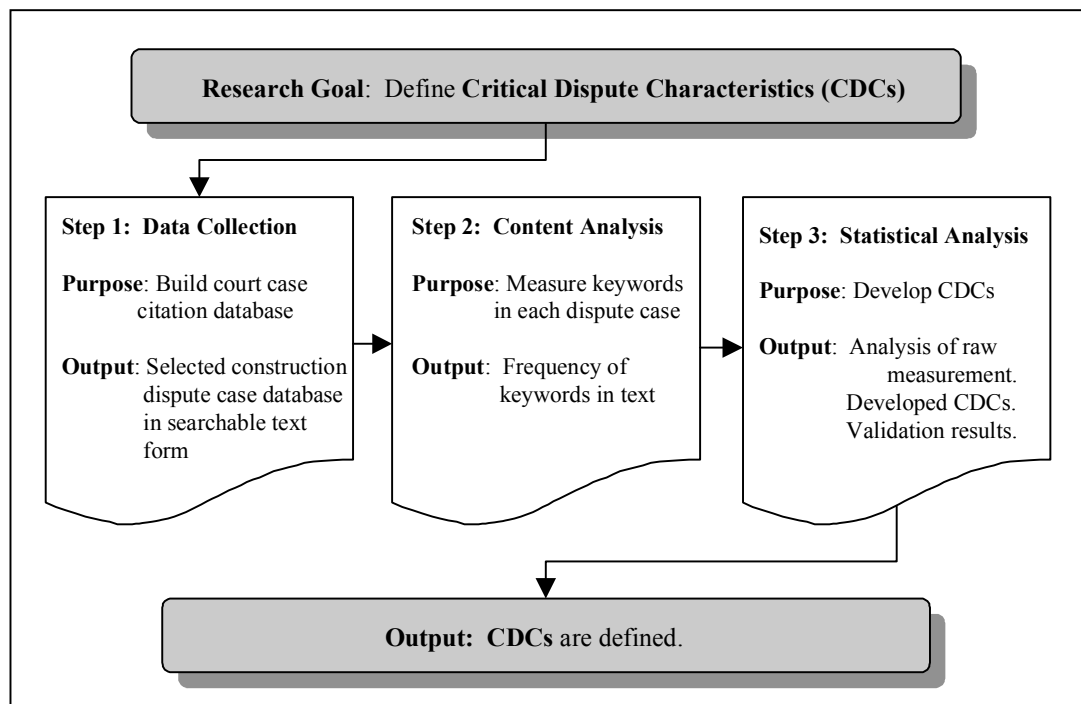 Research Goal: Define Critical Dispute Characteristics (CDCs)
Step 1: Data Collection
Purpose: Build court case
citation database
Output: Selected construction
dispute case database
in searchable text
form
Step 2: Content Analysis
Purpose: Measure keywords
in each dispute case
Output: Frequency of
keywords in text
Step 3: Statistical Analysis
Purpose: Develop CDCs
Output: Analysis of raw
measurement.
Developed CDCs.
Validation results.
Output: CDCs are defined.